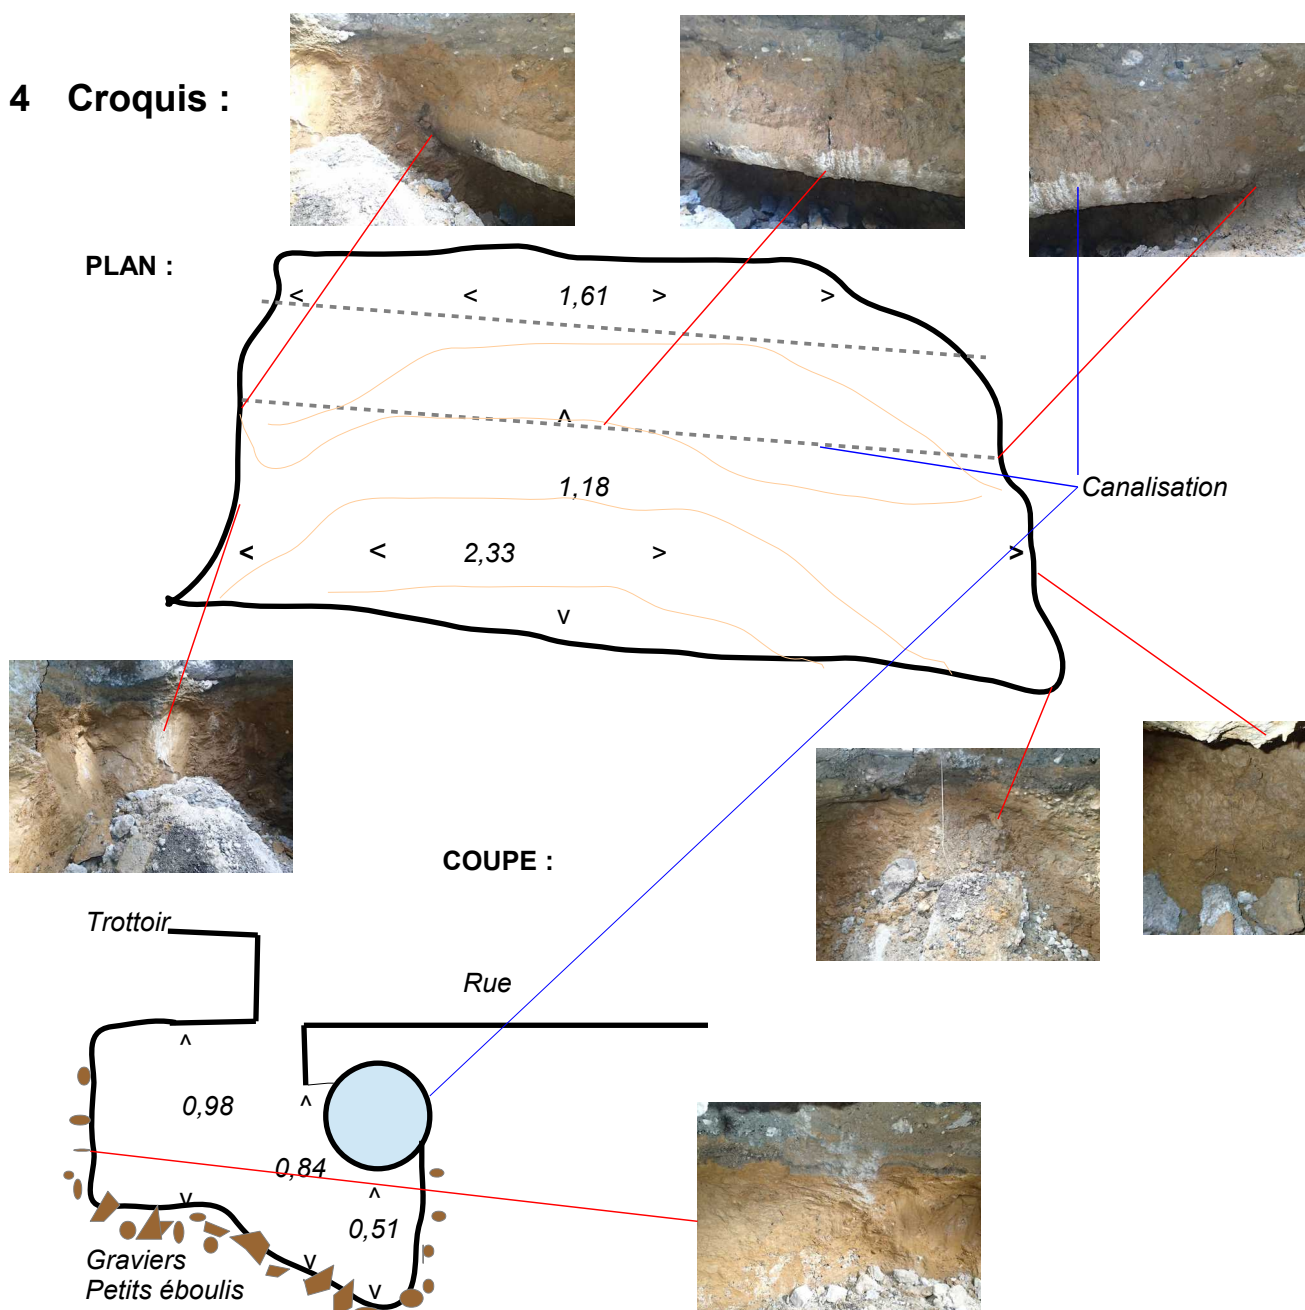 4 Croquis :
PLAN :
< < 1,61 > >
^
1,18
Canalisation
< < 2,33 > >
v
COUPE :
Trottoir
Rue
^
0,98
^
0,84
v
^
0,51
Graviers
v
Petits éboulis
v